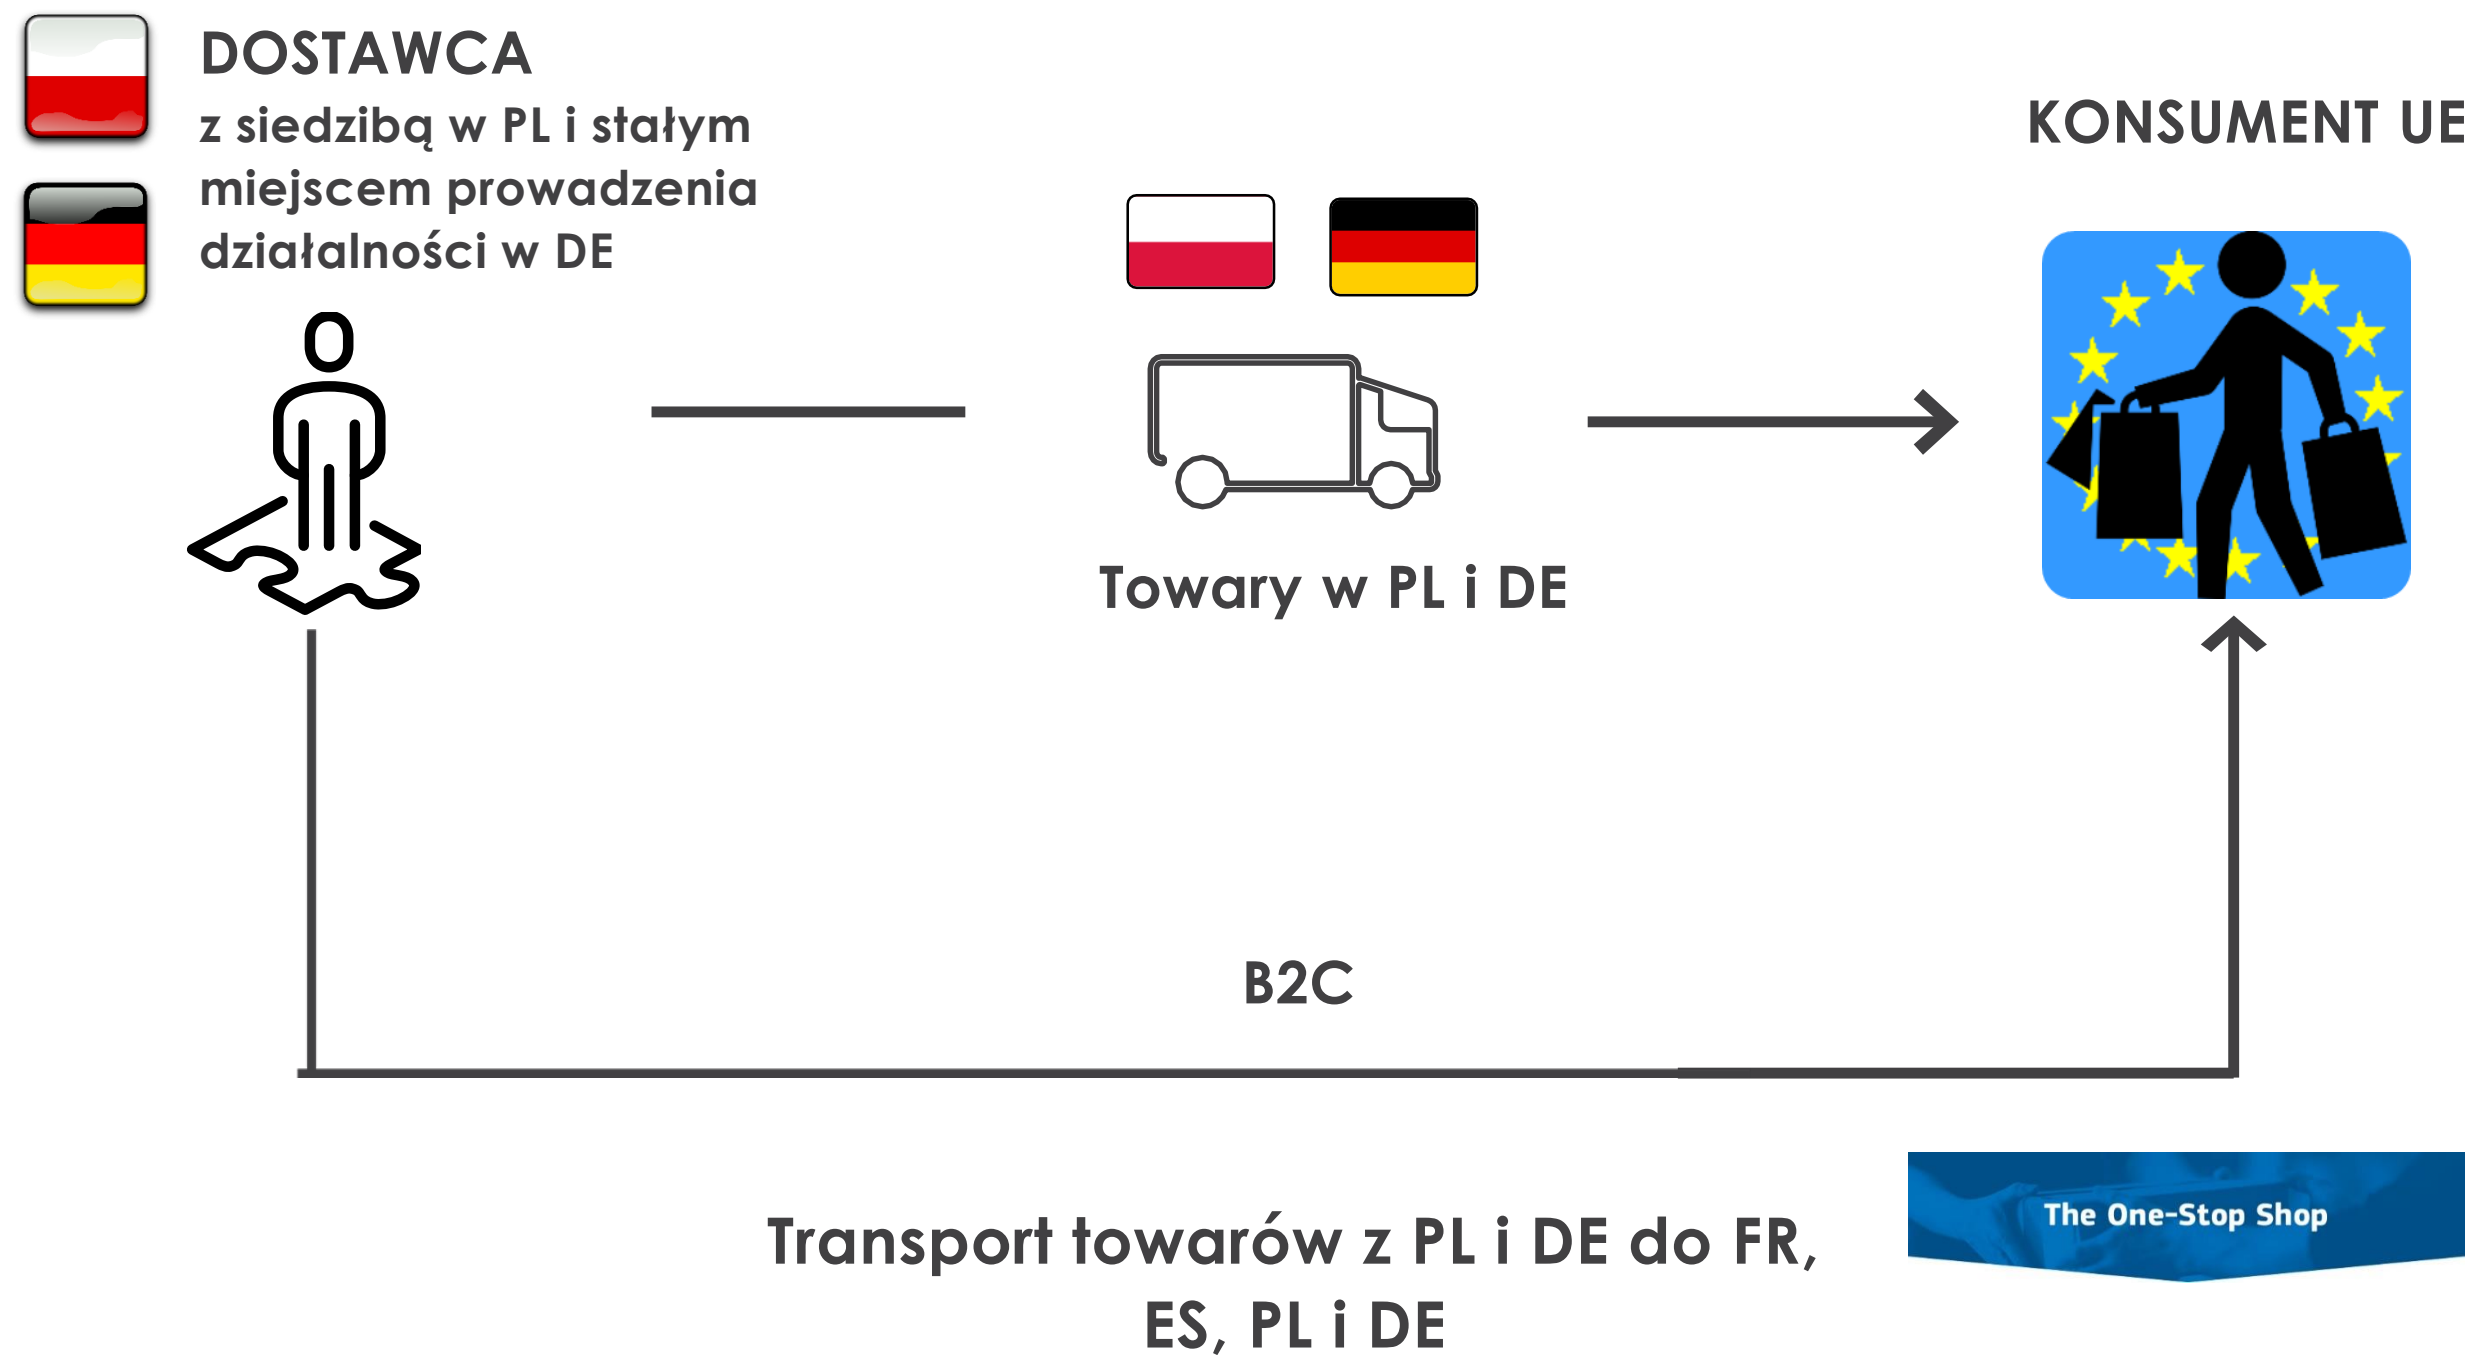 DOSTAWCA
z siedzibą w PL i stałym
miejscem prowadzenia
działalności w DE
KONSUMENT UE
Towary w PL i DE
B2C
Transport towarów z PL i DE do FR,
ES, PL i DE
The One-Stop Shop